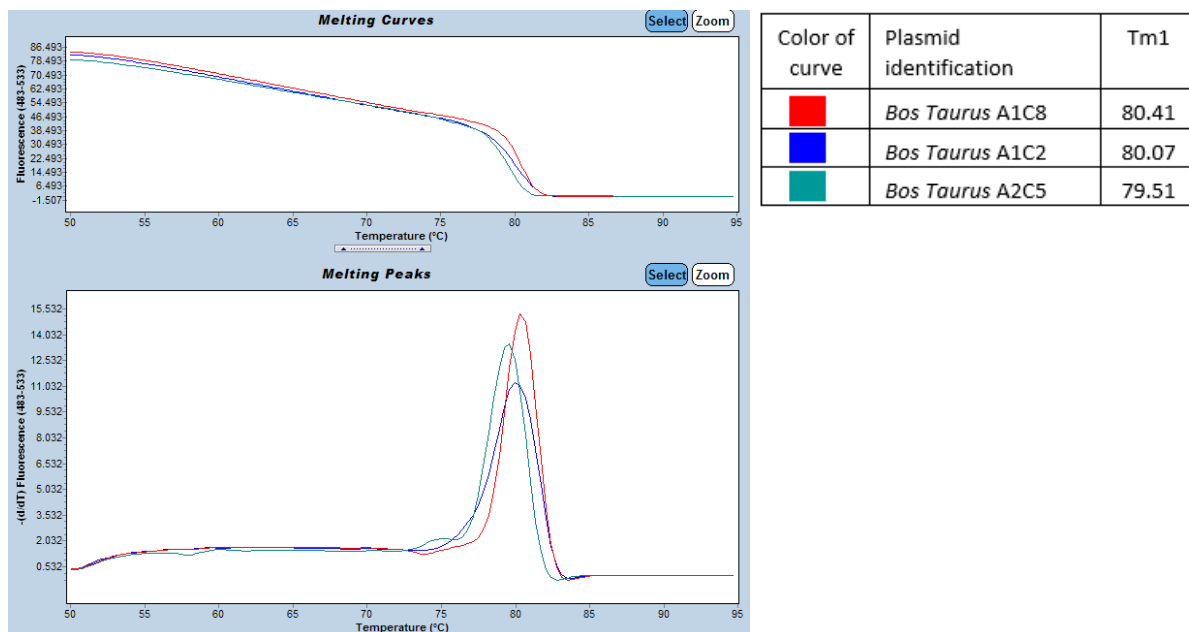 Melting Curves
Select Zoom
Fluorescence (483-533)
86.493
78.493
70.493
62.493
54.493
46.493
38.493
30.493
22.493
14.493
6.493
-1.507
50 55 60 65 70 75 80 85 90 95
Temperature (°C)
Melting Peaks
Select Zoom
-(d/dT) Fluorescence (483-533)
15.532
14.032
12.532
11.032
9.532
8.032
6.532
5.032
3.532
2.032
0.532
50 55 60 65 70 75 80 85 90 95
Temperature (°C)
Color of curve Plasmid identification Tm1
Bos Taurus A1C8 80.41
Bos Taurus A1C2 80.07
Bos Taurus A2C5 79.51